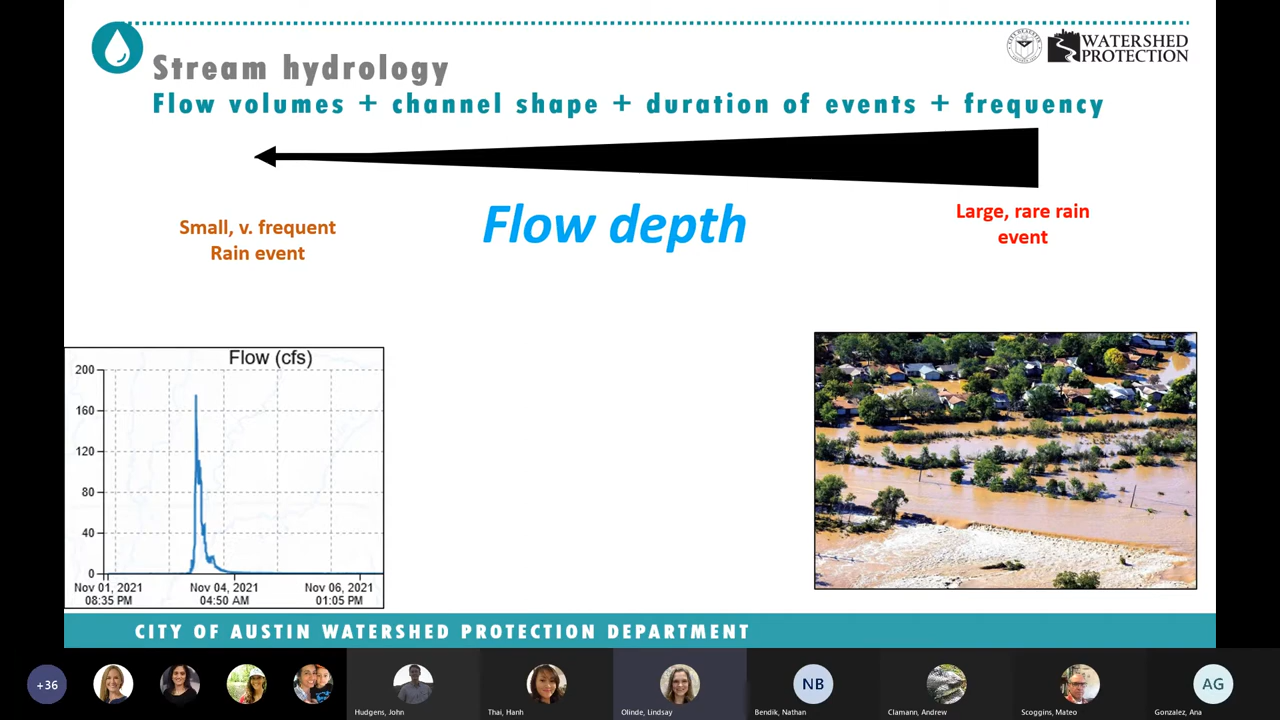 Stream hydrology
WATERSHED
PROTECTION
Flow volumes + channel shape + duration of events + frequency
Small, v. frequent
Rain event
Flow depth
Large, rare rain
event
Flow (cfs)
200
160
120
80
40
0
Nov 01, 2021
08:35 PM
Nov 04, 2021
04:50 AM
Nov 06, 2021
01:05 PM
CITY OF AUSTIN WATERSHED PROTECTION DEPARTMENT
+36
NB
AG
Hudgens, John
Thai, Hanh
Olinde, Lindsay
Bendik, Nathan
Clamann, Andrew
Scoggins, Mateo
Gonzalez, Ana